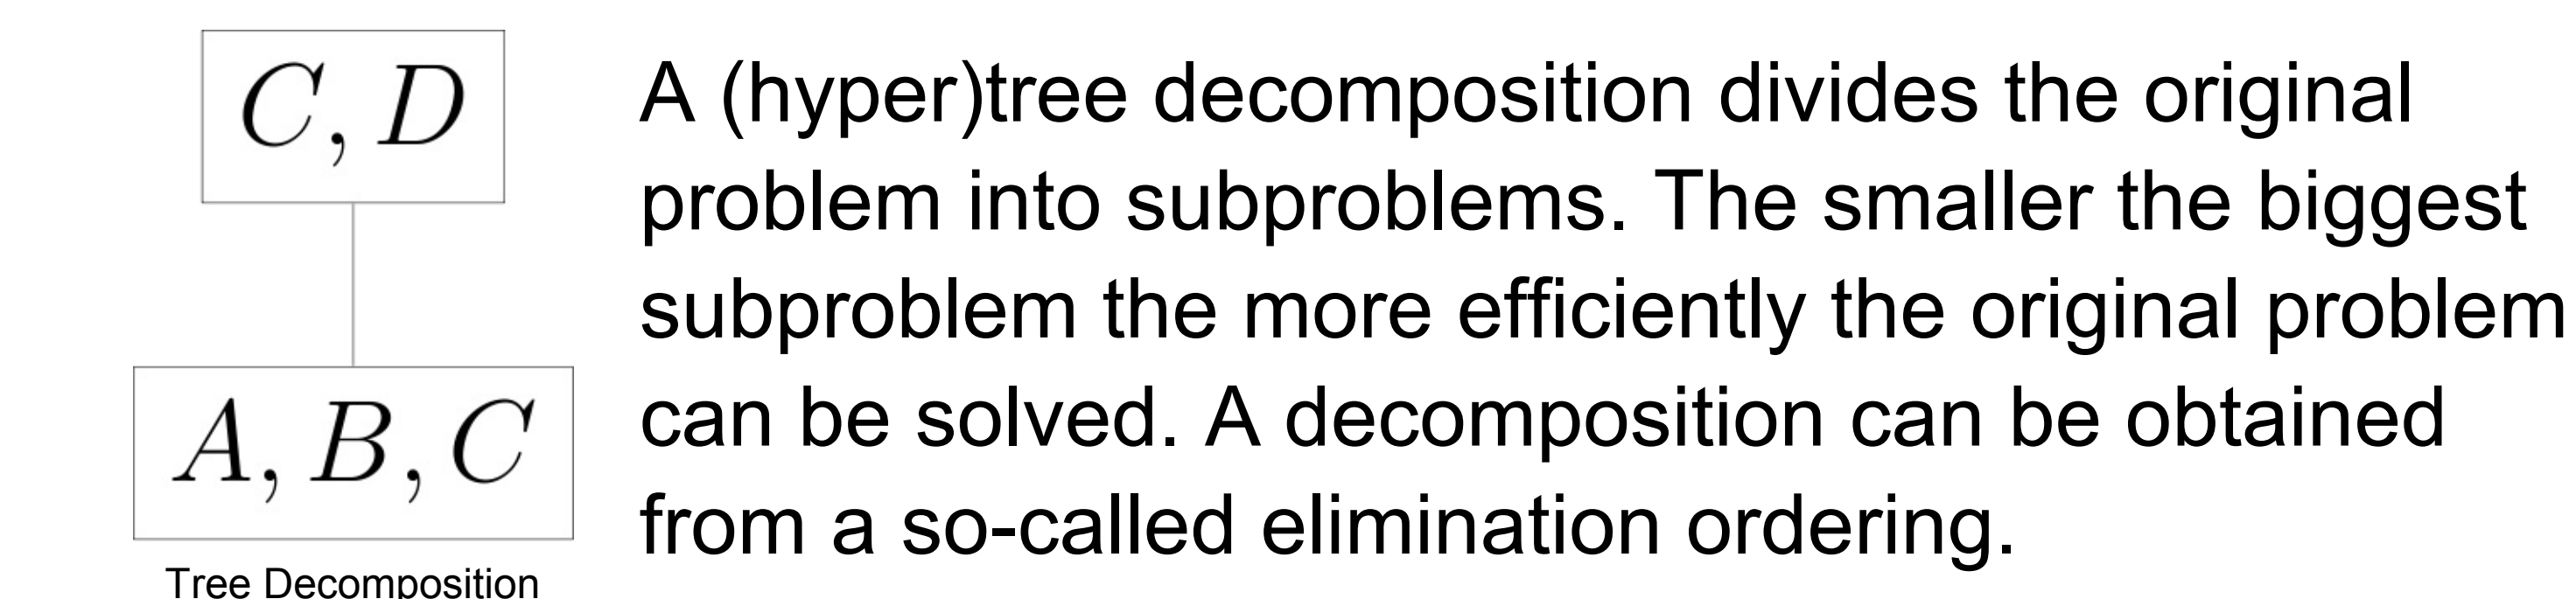 C, D
A, B, C
Tree Decomposition
A (hyper)tree decomposition divides the original
problem into subproblems. The smaller the biggest
subproblem the more efficiently the original problem
can be solved. A decomposition can be obtained
from a so-called elimination ordering.